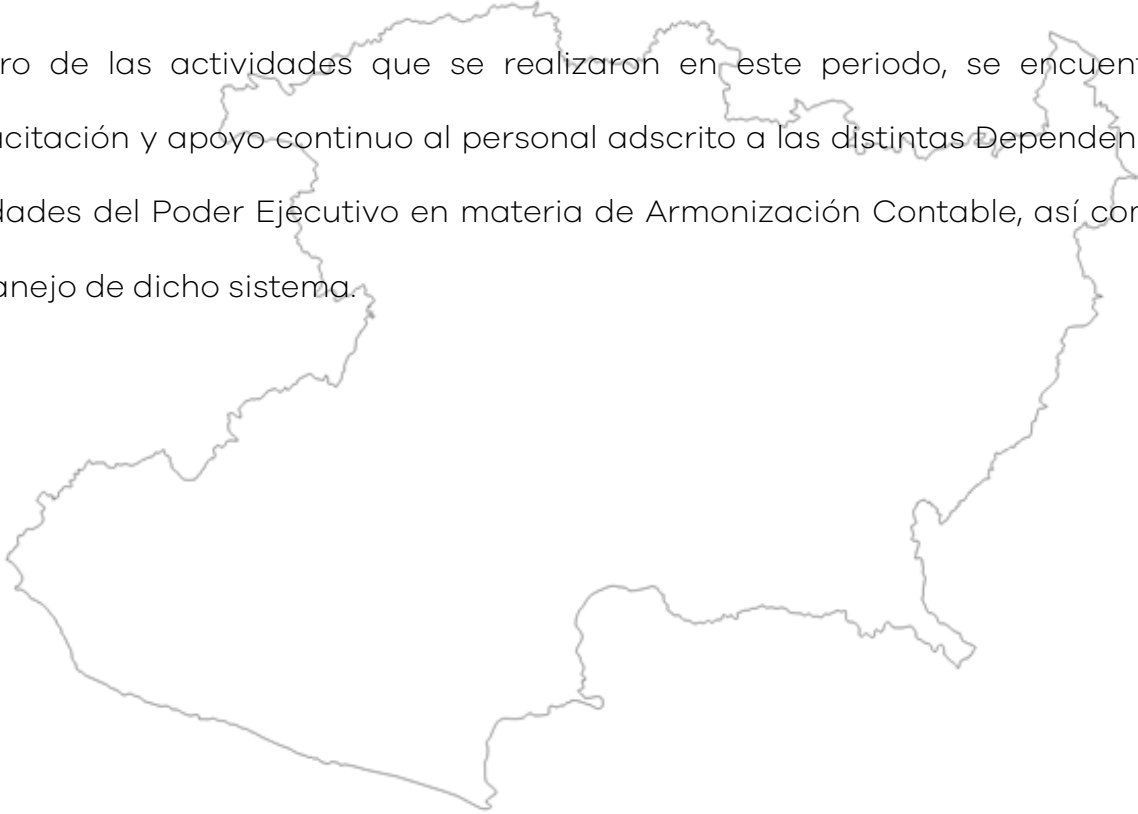 ro de las actividades que se realizaron en este periodo, se encuent
acitación y apoyo continuo al personal adscrito a las distintas Dependen
dades del Poder Ejecutivo en materia de Armonización Contable, así con
anejo de dicho sistema.